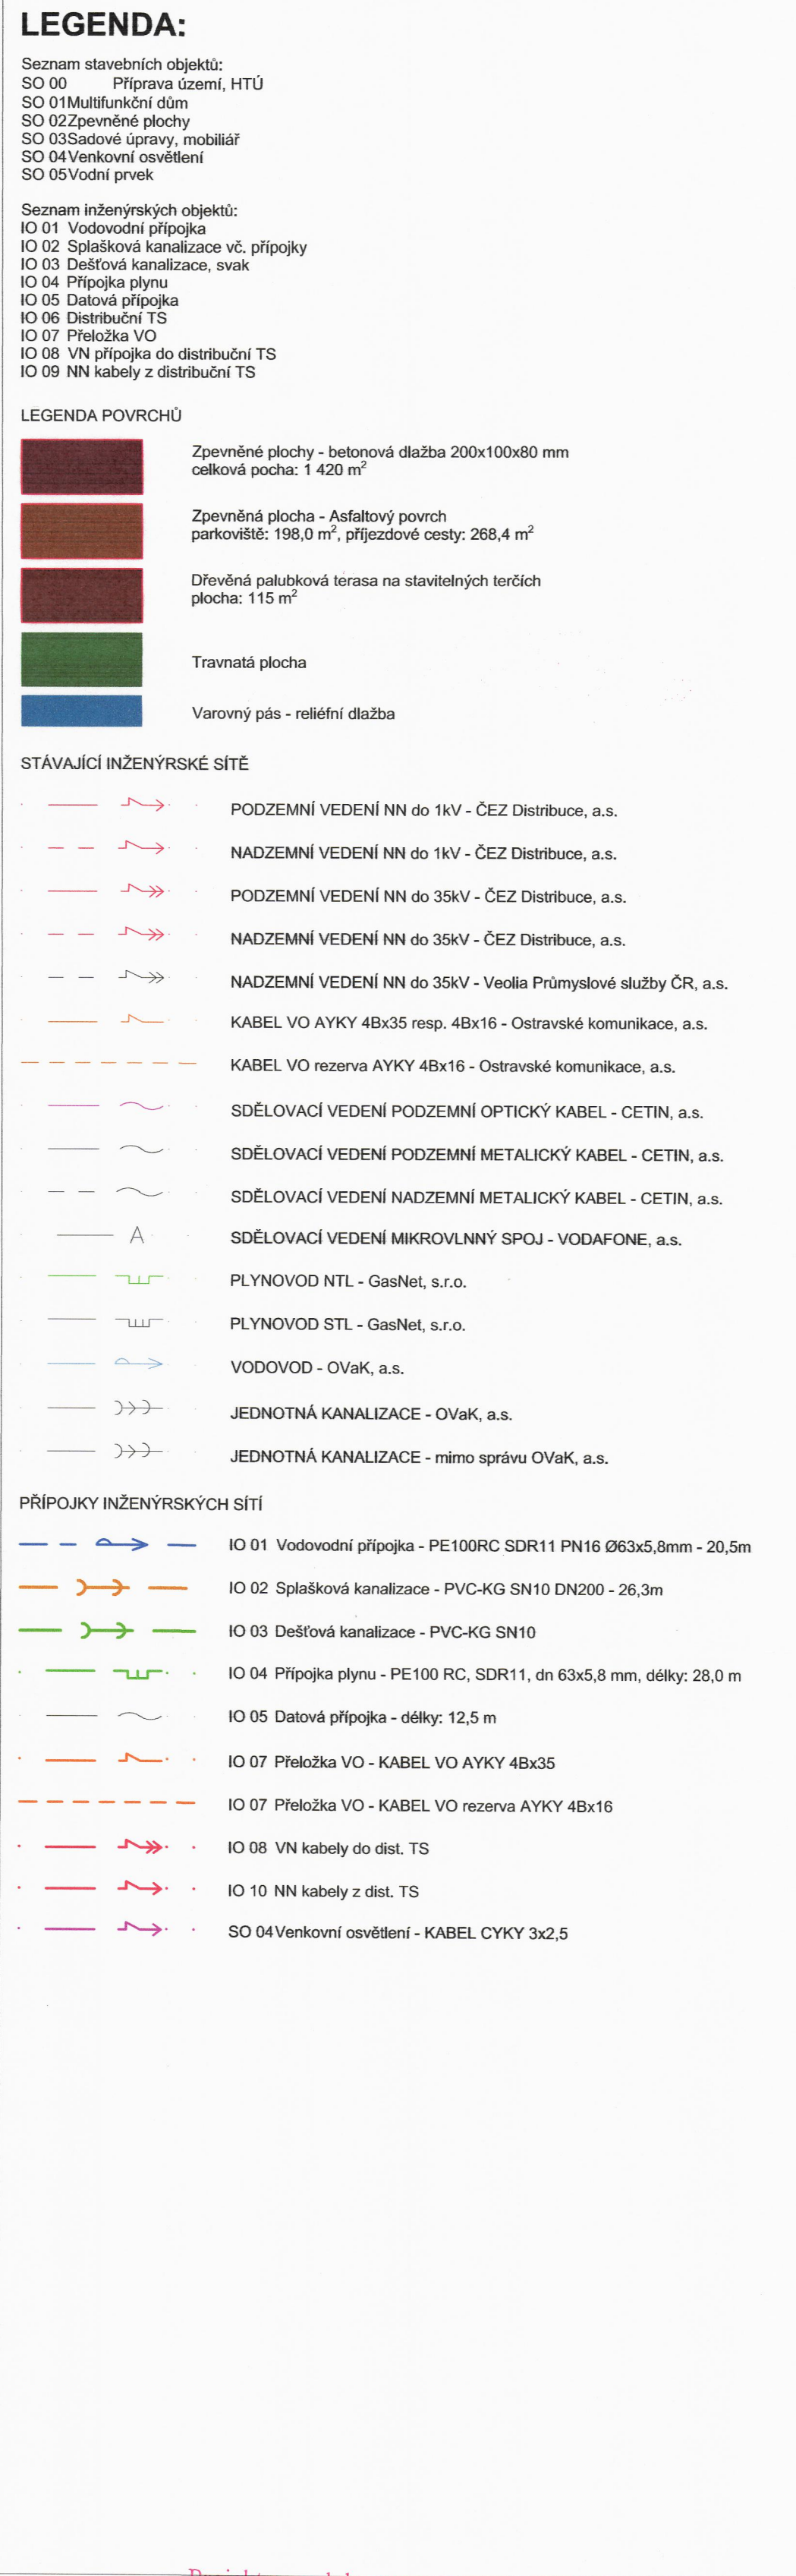 LEGENDA:
Seznam stavebních objektů:
SO 00 Příprava území, HTÚ
SO 01Multifunkční dům
SO 02Zpevněné plochy
SO 03Sadové úpravy, mobiliář
SO 04Venkovní osvětlení
SO 05Vodní prvek
Seznam inženýrských objektů:
IO 01 Vodovodní přípojka
IO 02 Splašková kanalizace vč. přípojky
IO 03 Dešťová kanalizace, svak
IO 04 Přípojka plynu
IO 05 Datová přípojka
IO 06 Distribuční TS
IO 07 Přeložka VO
IO 08 VN přípojka do distribuční TS
IO 09 NN kabely z distribuční TS
LEGENDA POVRCHŮ
Zpevněné plochy - betonová dlažba 200x100x80 mm
celková pocha: 1 420 m²
Zpevněná plocha - Asfaltový povrch
parkoviště: 198,0 m², příjezdové cesty: 268,4 m²
Dřevěná palubková terasa na stavitelných terčích
plocha: 115 m²
Travnatá plocha
Varovný pás - reliéfní dlažba
STÁVAJÍCÍ INŽENÝRSKÉ SÍTĚ
PODZEMNÍ VEDENÍ NN do 1kV - ČEZ Distribuce, a.s.
NADZEMNÍ VEDENÍ NN do 1kV - ČEZ Distribuce, a.s.
PODZEMNÍ VEDENÍ NN do 35kV - ČEZ Distribuce, a.s.
NADZEMNÍ VEDENÍ NN do 35kV - ČEZ Distribuce, a.s.
NADZEMNÍ VEDENÍ NN do 35kV - Veolia Průmyslové služby ČR, a.s.
KABEL VO AYKY 4Bx35 resp. 4Bx16 - Ostravské komunikace, a.s.
KABEL VO rezerva AYKY 4Bx16 - Ostravské komunikace, a.s.
SDĚLOVACÍ VEDENÍ PODZEMNÍ OPTICKÝ KABEL - CETIN, a.s.
SDĚLOVACÍ VEDENÍ PODZEMNÍ METALICKÝ KABEL - CETIN, a.s.
SDĚLOVACÍ VEDENÍ NADZEMNÍ METALICKÝ KABEL - CETIN, a.s.
A SDĚLOVACÍ VEDENÍ MIKROVLNNÝ SPOJ - VODAFONE, a.s.
PLYNOVOD NTL - GasNet, s.r.o.
PLYNOVOD STL - GasNet, s.r.o.
VODOVOD - OVaK, a.s.
JEDNOTNÁ KANALIZACE - OVaK, a.s.
JEDNOTNÁ KANALIZACE - mimo správu OVaK, a.s.
PŘÍPOJKY INŽENÝRSKÝCH SÍTÍ
IO 01 Vodovodní přípojka - PE100RC SDR11 PN16 Ø63x5,8mm - 20,5m
IO 02 Splašková kanalizace - PVC-KG SN10 DN200 - 26,3m
IO 03 Dešťová kanalizace - PVC-KG SN10
IO 04 Přípojka plynu - PE100 RC, SDR11, dn 63x5,8 mm, délky: 28,0 m
IO 05 Datová přípojka - délky: 12,5 m
IO 07 Přeložka VO - KABEL VO AYKY 4Bx35
IO 07 Přeložka VO - KABEL VO rezerva AYKY 4Bx16
IO 08 VN kabely do dist. TS
IO 10 NN kabely z dist. TS
SO 04Venkovní osvětlení - KABEL CYKY 3x2,5